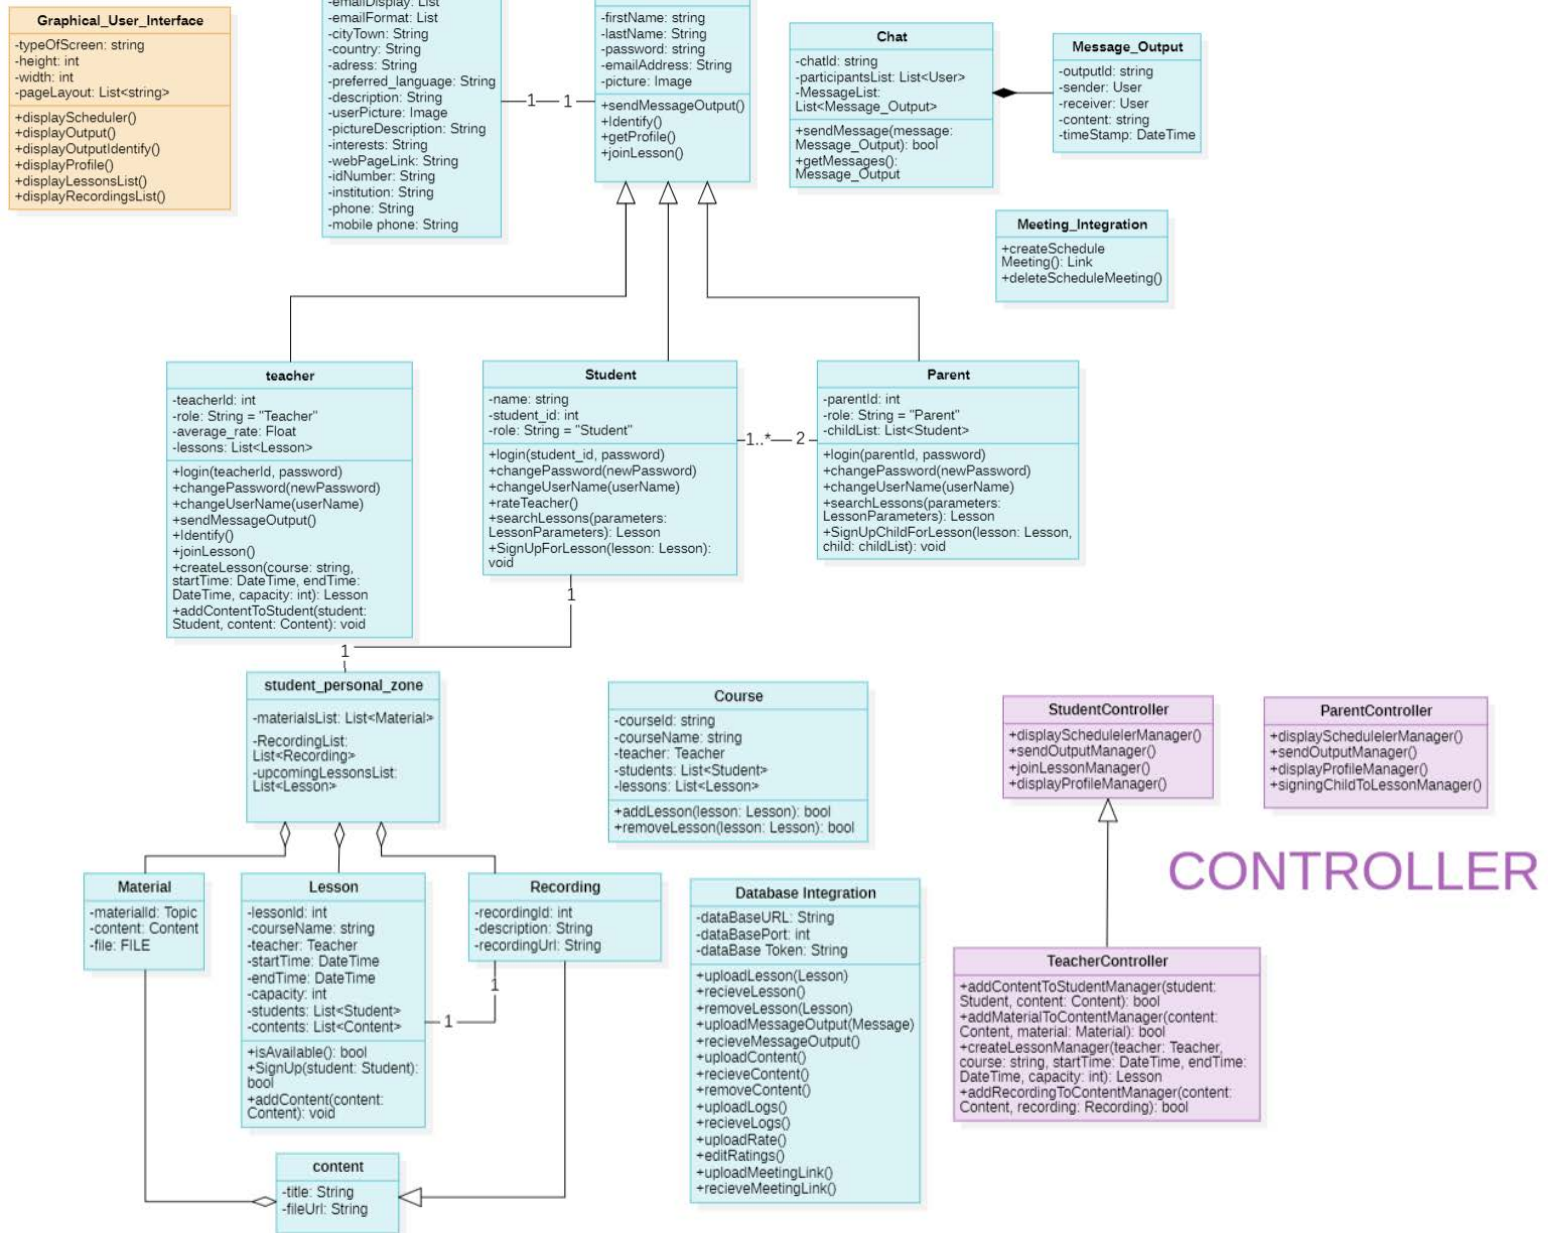 Graphical_User_Interface
-typeOfScreen: string
-height: int
-width: int
-pageLayout: List<string>
+displayScheduler()
+displayOutput()
+displayOutputIdentify()
+displayProfile()
+displayLessonsList()
+displayRecordingsList()
-emailDisplay: List
-emailFormat: List
-cityTown: String
-country: String
-adress: String
-preferred_language: String
-description: String
-userPicture: Image
-pictureDescription: String
-interests: String
-webPageLink: String
-idNumber: String
-institution: String
-phone: String
-mobile phone: String
1
1
-firstName: string
-lastName: String
-password: string
-emailAddress: String
-picture: Image
+sendMessageOutput()
+Identify()
+getProfile()
+joinLesson()
Chat
-chatId: string
-participantsList: List<User>
-MessageList:
List<Message_Output>
+sendMessage(message:
Message_Output): bool
+getMessages():
Message_Output
Message_Output
-outputId: string
-sender: User
-receiver: User
-content: string
-timeStamp: DateTime
Meeting_Integration
+createSchedule
Meeting(): Link
+deleteScheduleMeeting()
teacher
-teacherId: int
-role: String = "Teacher"
-average_rate: Float
-lessons: List<Lesson>
+login(teacherId, password)
+changePassword(newPassword)
+changeUserName(userName)
+sendMessageOutput()
+Identify()
+joinLesson()
+createLesson(course: string,
startTime: DateTime, endTime:
DateTime, capacity: int): Lesson
+addContentToStudent(student:
Student, content: Content): void
Student
-name: string
-student_id: int
-role: String = "Student"
+login(student_id, password)
+changePassword(newPassword)
+changeUserName(userName)
+rateTeacher()
+searchLessons(parameters:
LessonParameters): Lesson
+SignUpForLesson(lesson: Lesson):
void
1..*
2
Parent
-parentId: int
-role: String = "Parent"
-childList: List<Student>
+login(parentId, password)
+changePassword(newPassword)
+changeUserName(userName)
+searchLessons(parameters:
LessonParameters): Lesson
+SignUpChildForLesson(lesson: Lesson,
child: childList): void
1
1
student_personal_zone
-materialsList: List<Material>
-RecordingList:
List<Recording>
-upcomingLessonsList:
List<Lesson>
Course
-courseId: string
-courseName: string
-teacher: Teacher
-students: List<Student>
-lessons: List<Lesson>
+addLesson(lesson: Lesson): bool
+removeLesson(lesson: Lesson): bool
StudentController
+displaySchedulelerManager()
+sendOutputManager()
+joinLessonManager()
+displayProfileManager()
ParentController
+displaySchedulelerManager()
+sendOutputManager()
+displayProfileManager()
+signingChildToLessonManager()
CONTROLLER
Material
-materialId: Topic
-content: Content
-file: FILE
Lesson
-lessonId: int
-courseName: string
-teacher: Teacher
-startTime: DateTime
-endTime: DateTime
-capacity: int
-students: List<Student>
-contents: List<Content>
+isAvailable(): bool
+SignUp(student: Student):
bool
+addContent(content:
Content): void
Recording
-recordingId: int
-description: String
-recordingUrl: String
1
1
Database Integration
-dataBaseURL: String
-dataBasePort: int
-dataBase Token: String
+uploadLesson(Lesson)
+recieveLesson()
+removeLesson(Lesson)
+uploadMessageOutput(Message)
+recieveMessageOutput()
+uploadContent()
+recieveContent()
+removeContent()
+uploadLogs()
+recieveLogs()
+uploadRate()
+editRatings()
+uploadMeetingLink()
+recieveMeetingLink()
TeacherController
+addContentToStudentManager(student:
Student, content: Content): bool
+addMaterialToContentManager(content:
Content, material: Material): bool
+createLessonManager(teacher: Teacher,
course: string, startTime: DateTime, endTime:
DateTime, capacity: int): Lesson
+addRecordingToContentManager(content:
Content, recording: Recording): bool
content
-title: String
-fileUrl: String